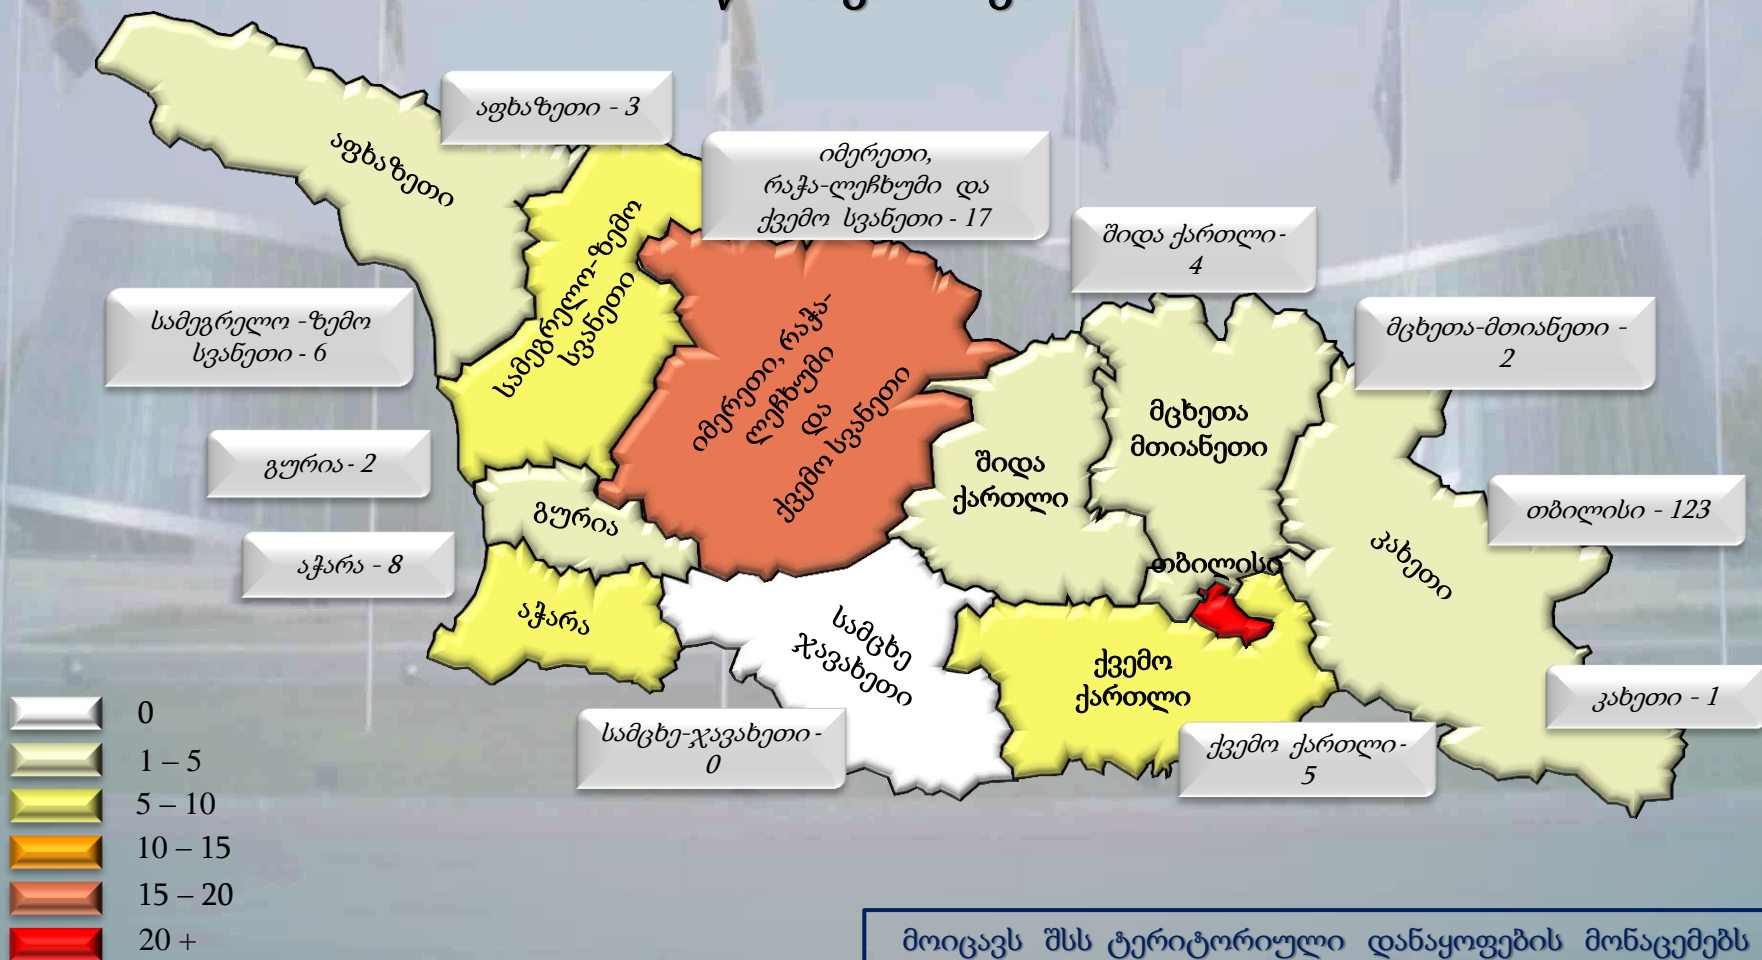 აფხაზეთი - 3
იმერეთი,
რაჭა-ლეჩხუმი და
ქვემო სვანეთი - 17
შიდა ქართლი-
4
სამეგრელო -ზემო
სვანეთი - 6
მცხეთა-მთიანეთი -
2
გურია- 2
თბილისი - 123
აჭარა - 8
კახეთი - 1
სამცხე-ჯავახეთი-
0
ქვემო ქართლი-
5
აფხაზეთი
სამეგრელო-ზემო
სვანეთი
იმერეთი, რაჭა-
ლეჩხუმი
და
ქვემო სვანეთი
შიდა
ქართლი
მცხეთა
მთიანეთი
გურია
თბილისი
კახეთი
აჭარა
სამცხე
ჯავახეთი
ქვემო
ქართლი
0
1 – 5
5 – 10
10 – 15
15 – 20
20 +
მოიცავს შსს ტერიტორიული დანაყოფების მონაცემებს